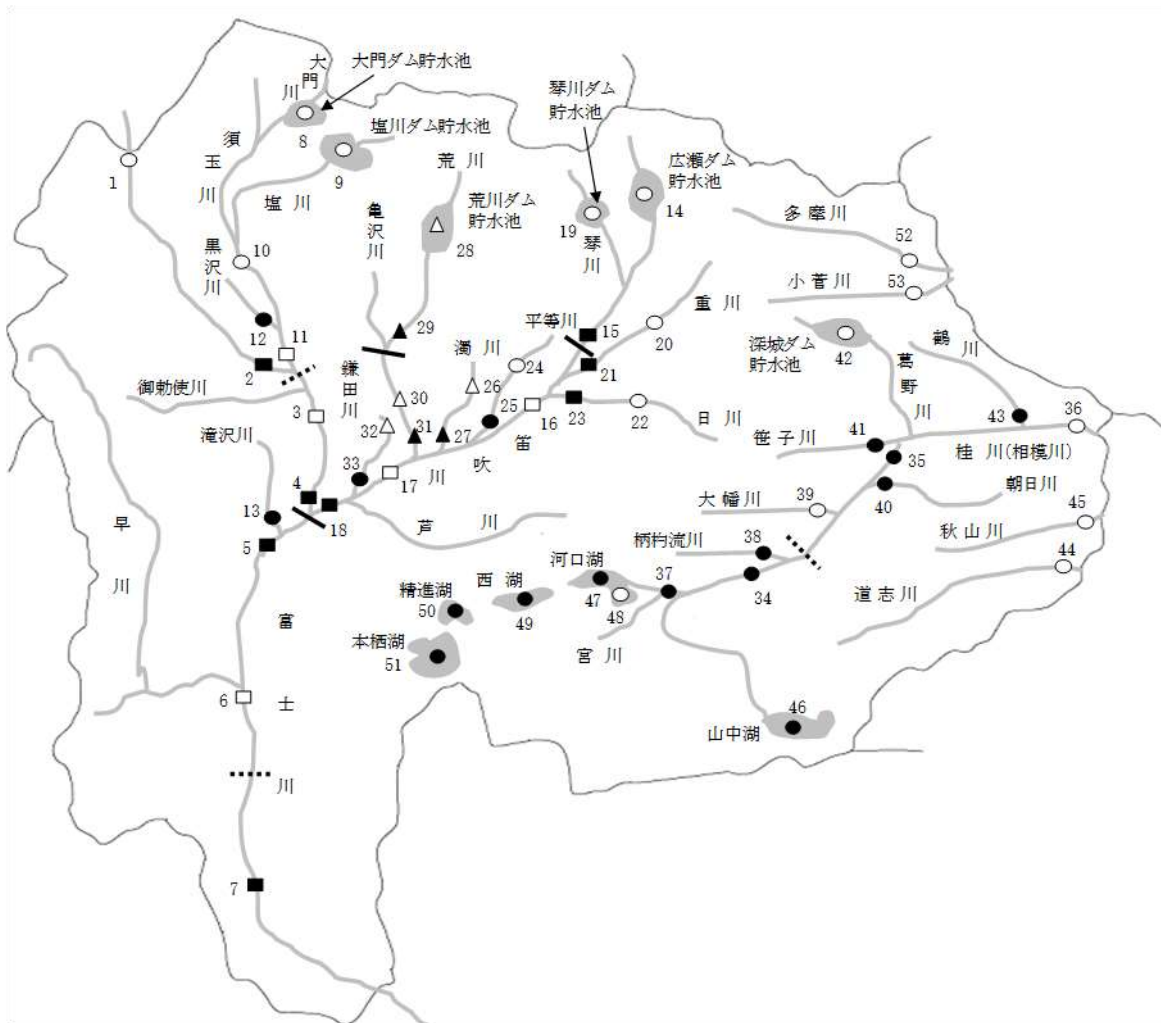 大門川
大門ダム貯水池
8
塩川ダム貯水池
9
須玉川
塩川
1
黒沢川
10
12
11
2
御勅使川
3
滝沢川
4
13
5
18
早川
荒川
荒川ダム
貯水池
28
亀沢川
29
鎌田川
30
32
31
33
濁川
26
27
平等川
24
25
16
17
笛
吹
川
芦川
琴川ダム
貯水池
19
琴川
広瀬ダム
貯水池
14
15
21
重川
20
23
22
日川
多摩川
52
小菅川
53
深城ダム
貯水池
42
葛野川
鶴川
43
36
41
笹子川
35
桂川(相模川)
40
朝日川
39
大幡川
45
秋山川
44
道志川
38
柄杓流川
34
37
河口湖
47
48
西湖
49
精進湖
50
本栖湖
51
宮川
46
山中湖
富
士
川
6
7